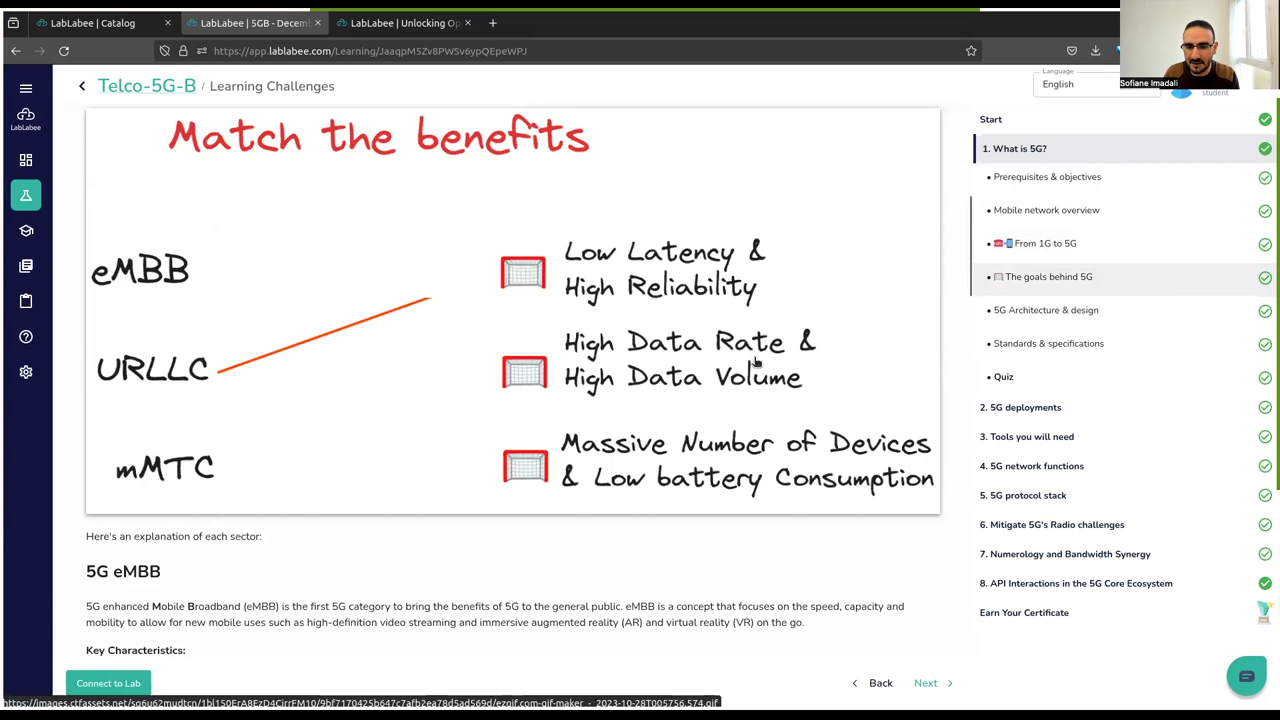 LabLabee | Catalog
LabLabee | 5GB - Decemb
LabLabee | Unlocking Op
https://app.lablabee.com/Learning/JaaqpM5Zv8PWSv6ypQEpeWPJ
Sofiane Imadali
LabLabee
Telco-5G-B / Learning Challenges
Language
English
student
Match the benefits
eMBB
URLLC
mMTC
Low Latency &
High Reliability
High Data Rate &
High Data Volume
Massive Number of Devices
& Low battery Consumption
Here's an explanation of each sector:
5G eMBB
5G enhanced Mobile Broadband (eMBB) is the first 5G category to bring the benefits of 5G to the general public. eMBB is a concept that focuses on the speed, capacity and
mobility to allow for new mobile uses such as high-definition video streaming and immersive augmented reality (AR) and virtual reality (VR) on the go.
Key Characteristics:
Connect to Lab
Back
Next
Start
1. What is 5G?
• Prerequisites & objectives
• Mobile network overview
• ☎️📲 From 1G to 5G
• 🥅 The goals behind 5G
• 5G Architecture & design
• Standards & specifications
• Quiz
2. 5G deployments
3. Tools you will need
4. 5G network functions
5. 5G protocol stack
6. Mitigate 5G's Radio challenges
7. Numerology and Bandwidth Synergy
8. API Interactions in the 5G Core Ecosystem
Earn Your Certificate